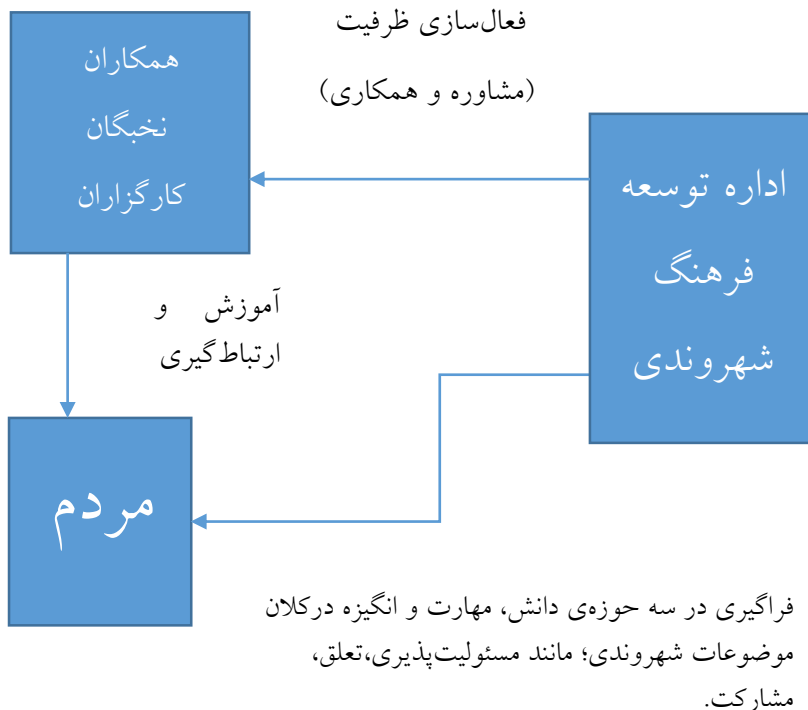 فعال‌سازی ظرفیت
(مشاوره و همکاری)
اداره توسعه
فرهنگ
شهروندی
همکاران
نخبگان
کارگزاران
آموزش و
ارتباط‌گیری
مردم
فراگیری در سه حوزه‌ی دانش، مهارت و انگیزه درکلان
موضوعات شهروندی؛ مانند مسئولیت‌پذیری،تعلق،
مشارکت.